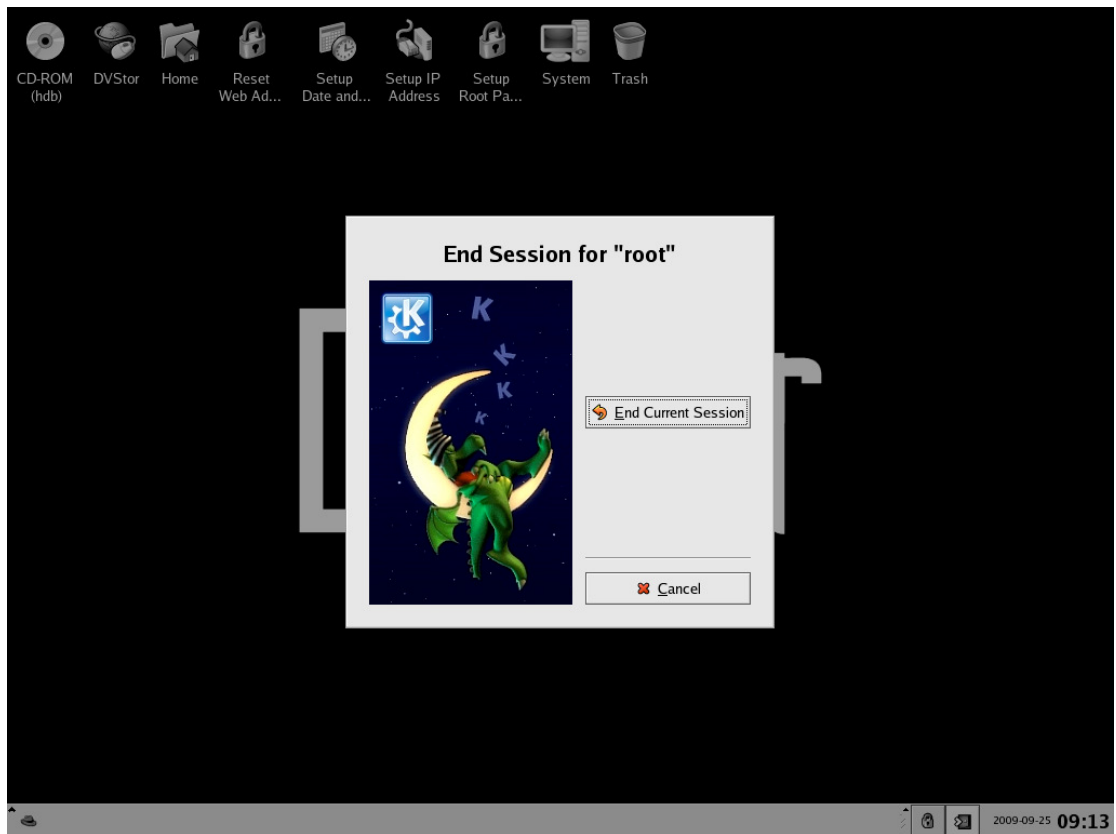 CD-ROM
(hdb)
DVStor
Home
Reset
Web Ad...
Setup
Date and...
Setup IP
Address
Setup
Root Pa...
System
Trash
End Session for "root"
K
K
K
K
K
End Current Session
Cancel
2009-09-25 09:13